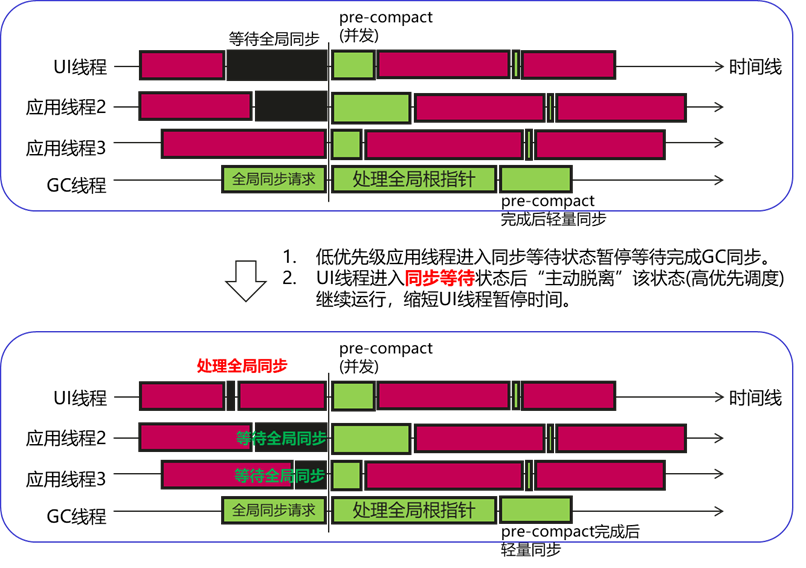 pre-compact
(并发)
等待全局同步
UI线程
时间线
应用线程2
应用线程3
GC线程
全局同步请求
处理全局根指针
pre-compact
完成后轻量同步
1. 低优先级应用线程进入同步等待状态暂停等待完成GC同步。
2. UI线程进入同步等待状态后“主动脱离”该状态(高优先调度)
继续运行，缩短UI线程暂停时间。
pre-compact
(并发)
处理全局同步
UI线程
时间线
应用线程2
等待全局同步
应用线程3
等待全局同步
GC线程
全局同步请求
处理全局根指针
pre-compact完成后
轻量同步